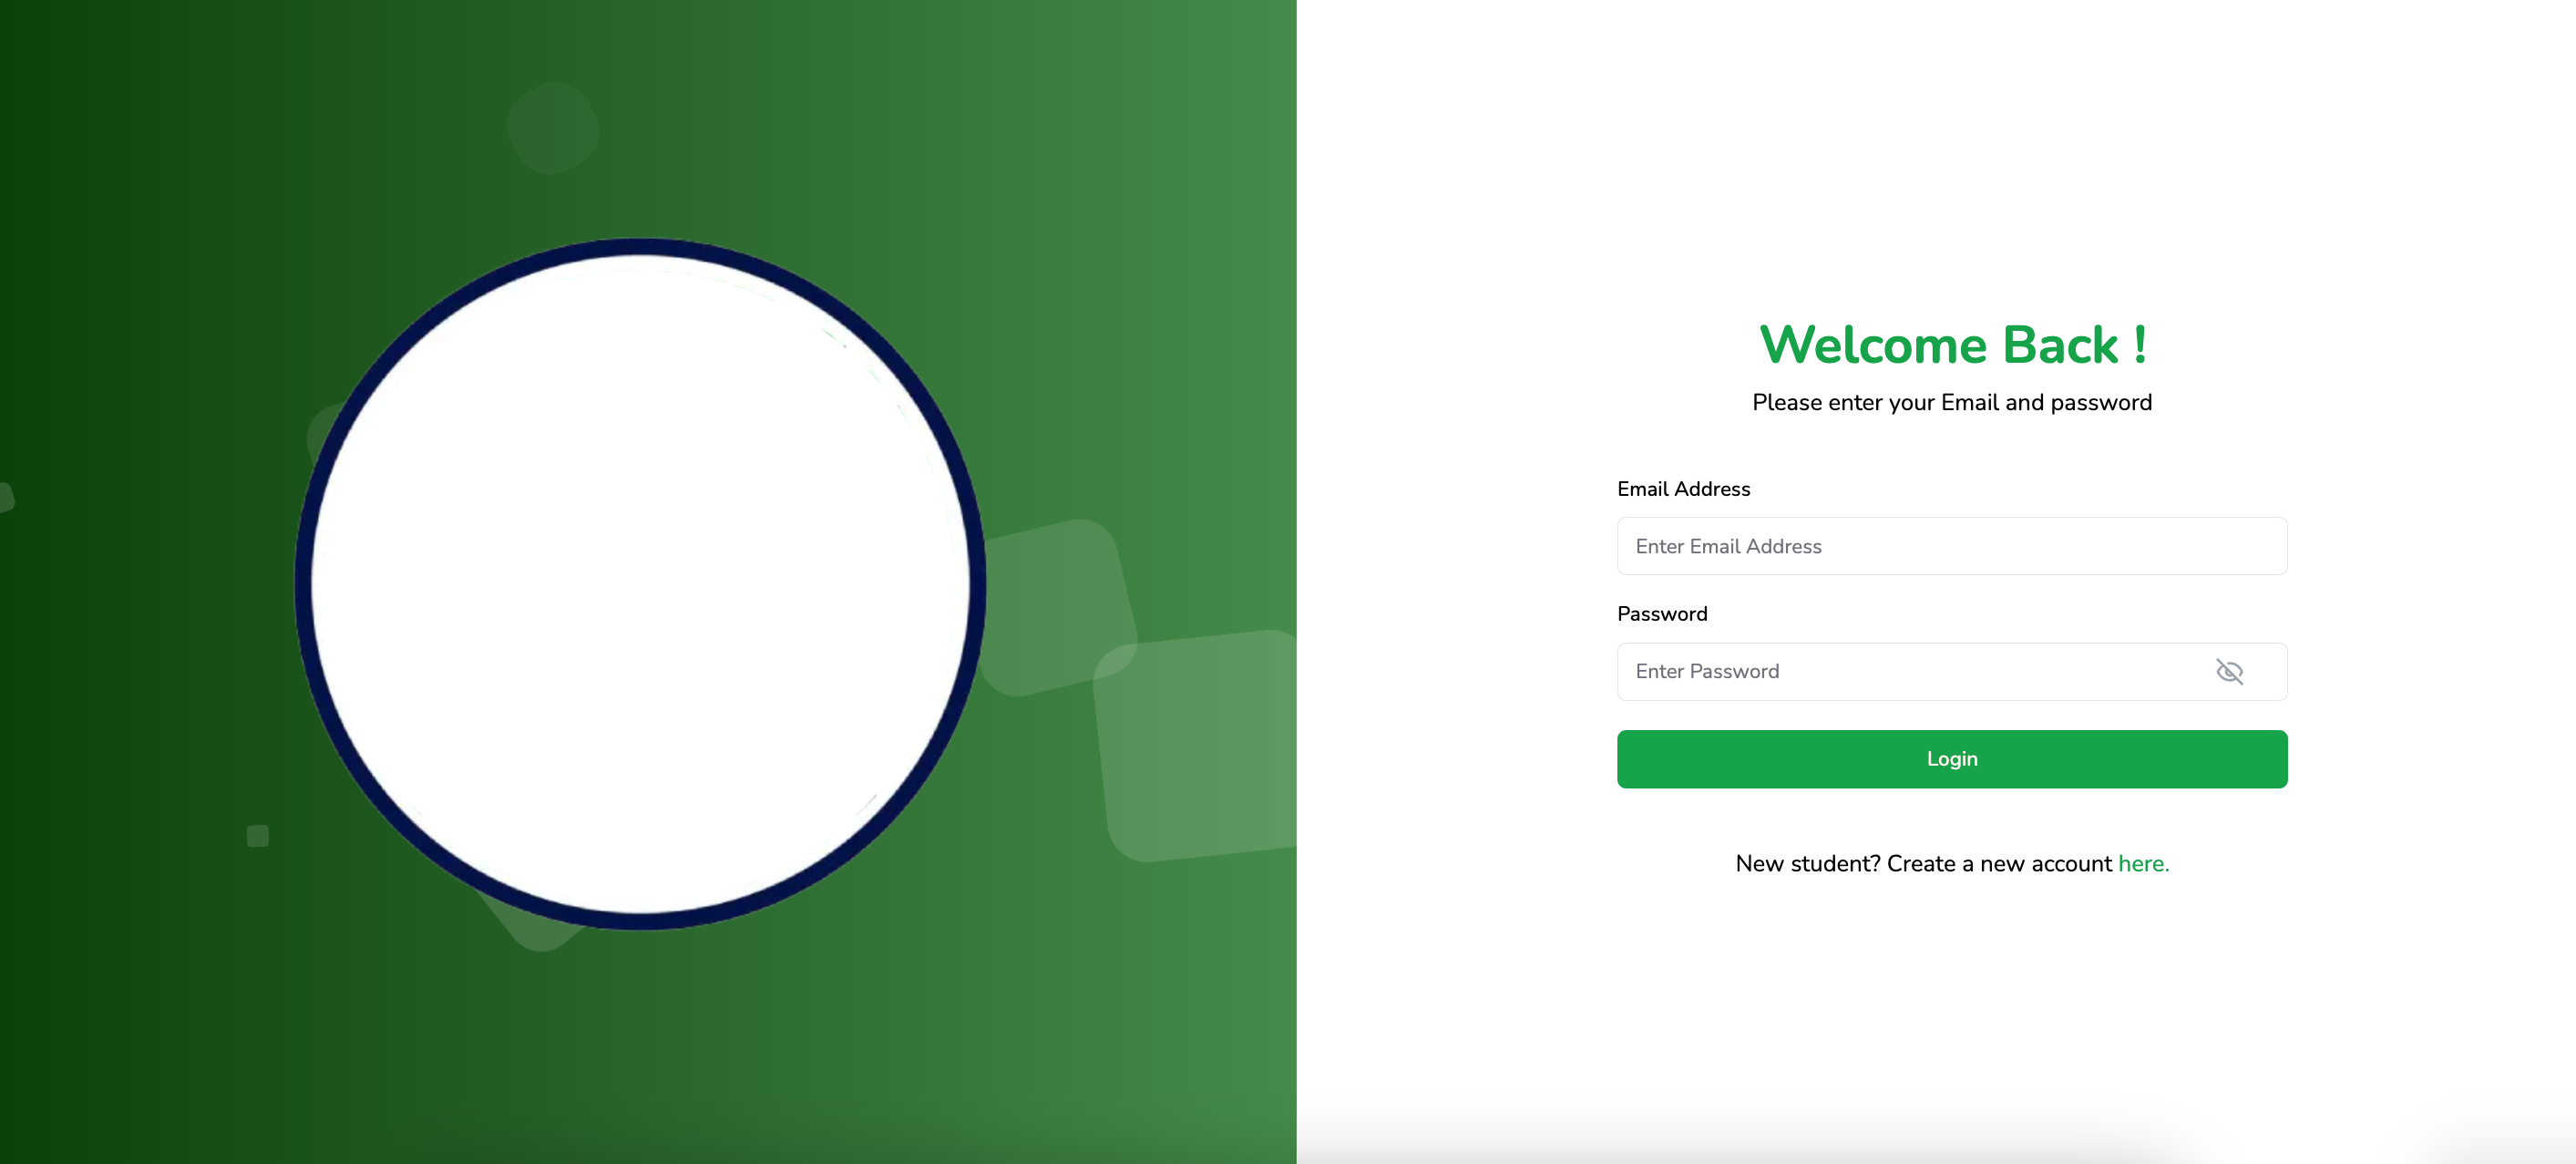 Welcome Back !
Please enter your Email and password
Email Address
Enter Email Address
Password
Enter Password
Login
New student? Create a new account here.